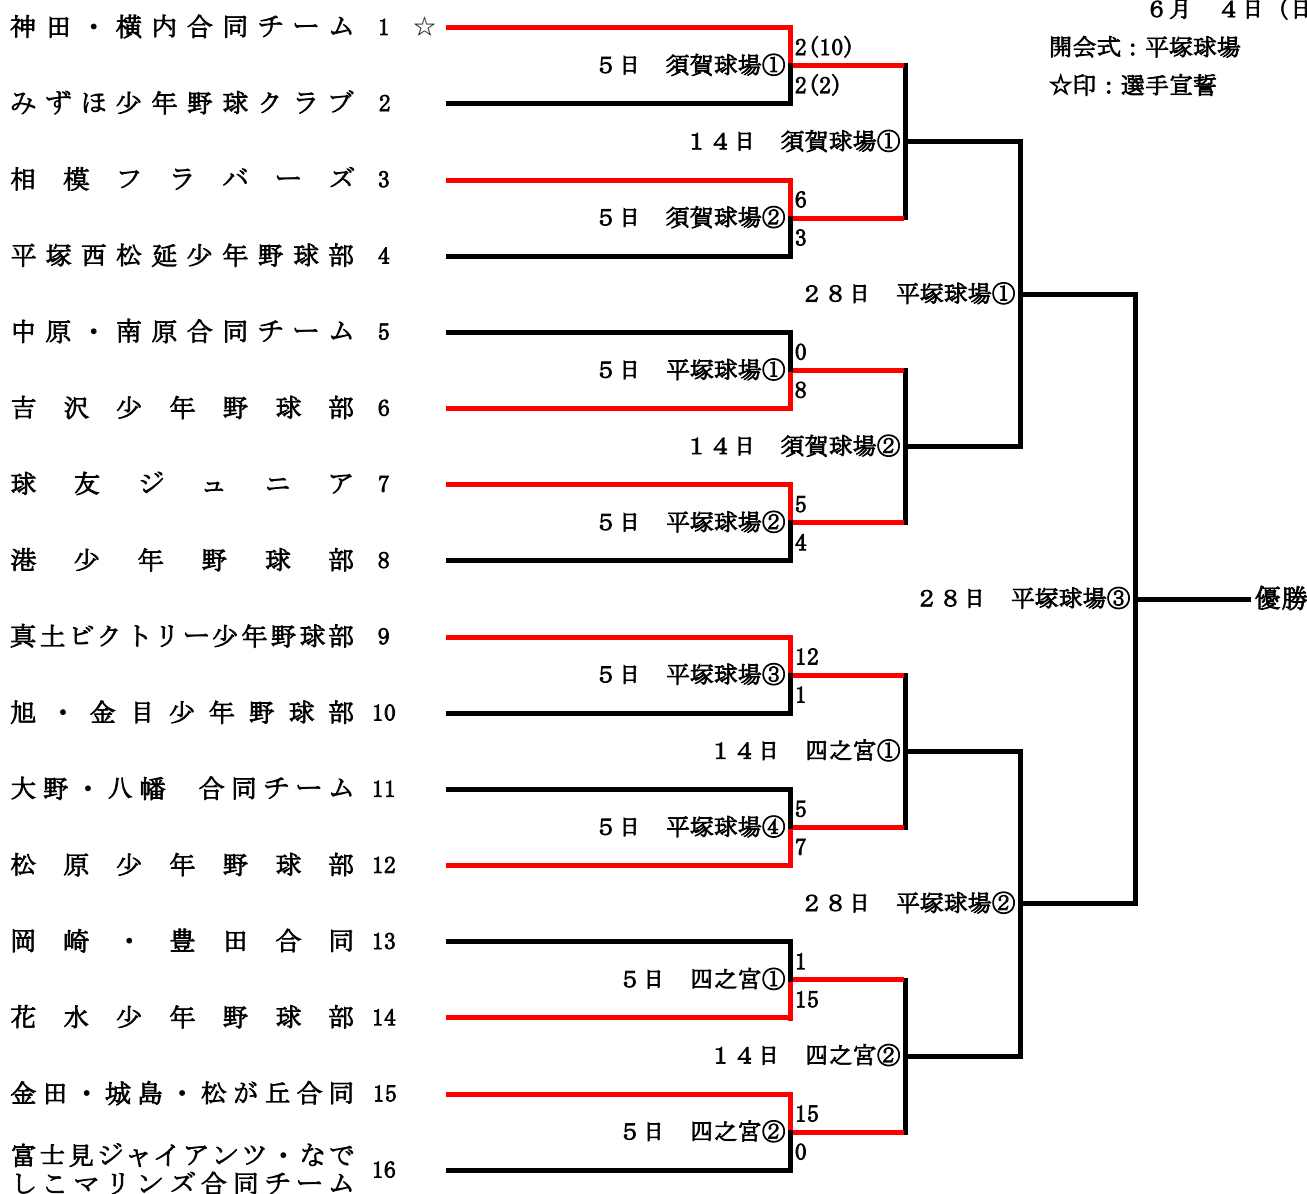 ６月　４日（日
開会式：平塚球場
☆印：選手宣誓
神田・横内合同チーム 1 ☆
2(10)
５日　須賀球場①
2(2)
みずほ少年野球クラブ 2
１４日　須賀球場①
相模フラバーズ 3
6
５日　須賀球場②
3
平塚西松延少年野球部 4
２８日　平塚球場①
中原・南原合同チーム 5
0
５日　平塚球場①
8
吉沢少年野球部 6
１４日　須賀球場②
球友ジュニア 7
5
５日　平塚球場②
4
港少年野球部 8
２８日　平塚球場③ 優勝
真土ビクトリー少年野球部 9
12
５日　平塚球場③
1
旭・金目少年野球部 10
１４日　四之宮①
大野・八幡　合同チーム 11
5
５日　平塚球場④
7
松原少年野球部 12
２８日　平塚球場②
岡崎・豊田合同 13
1
５日　四之宮①
15
花水少年野球部 14
１４日　四之宮②
金田・城島・松が丘合同 15
15
５日　四之宮②
0
富士見ジャイアンツ・なで
しこマリンズ合同チーム 16